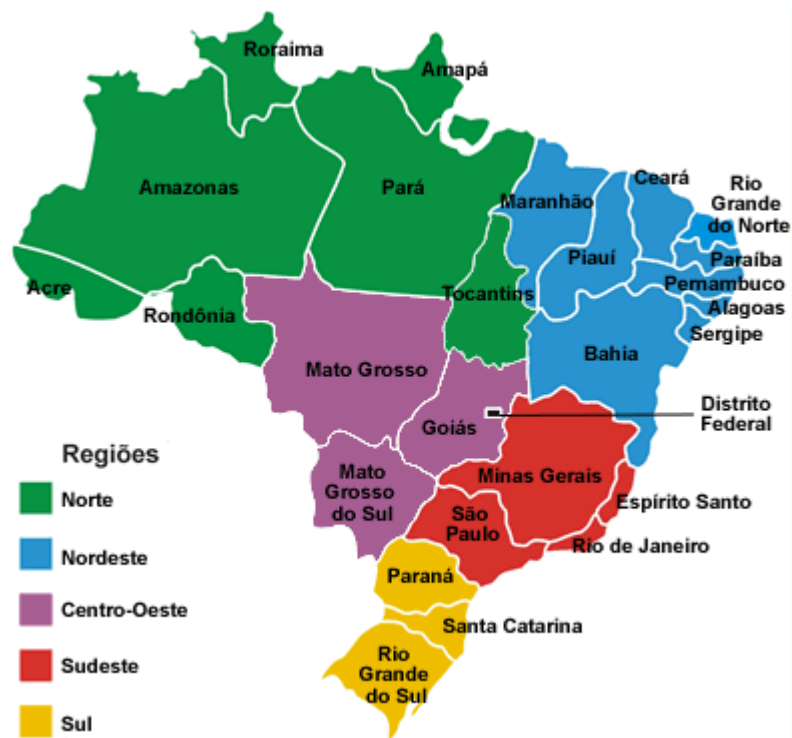 Roraima
Amapá
Amazonas
Pará
Maranhão
Ceará
Rio
Grande
do Norte
Piauí
Paraíba
Pernambuco
Alagoas
Sergipe
Acre
Rondônia
Tocantins
Bahia
Mato Grosso
Goiás
Distrito
Federal
Mato
Grosso
do Sul
Minas Gerais
Espírito Santo
São
Paulo
Rio de Janeiro
Paraná
Santa Catarina
Rio
Grande
do Sul
Regiões
Norte
Nordeste
Centro-Oeste
Sudeste
Sul